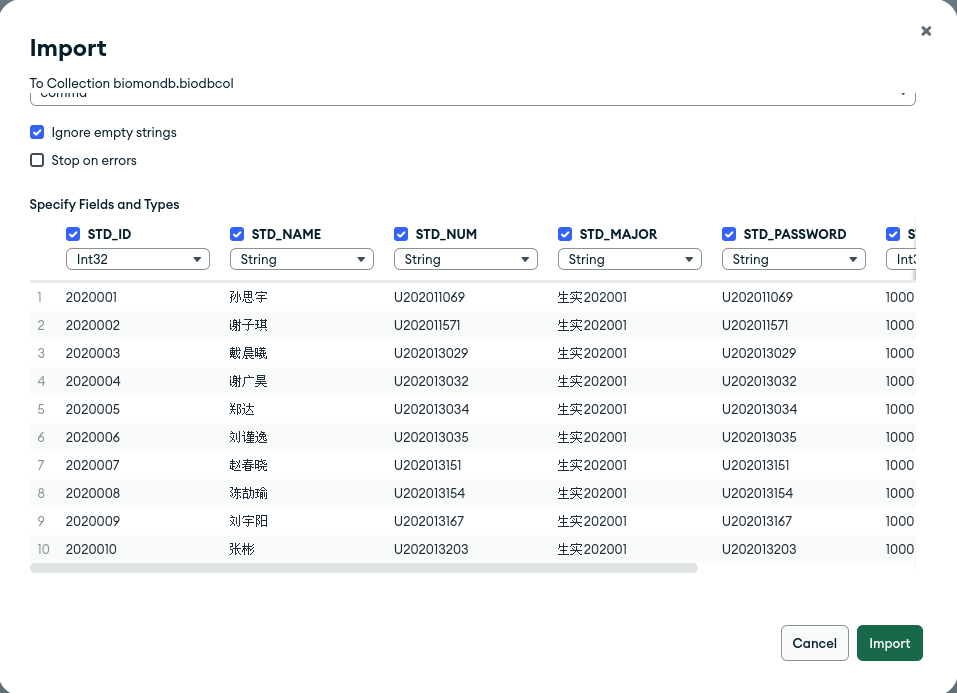 Import
To Collection biomondb.biodbcol
comma
Ignore empty strings
Stop on errors
Specify Fields and Types
STD_ID STD_NAME STD_NUM STD_MAJOR STD_PASSWORD
Int32 String String String String
1 2020001 孙思宇 U202011069 生实202001 U202011069 1000
2 2020002 谢子琪 U202011571 生实202001 U202011571 1000
3 2020003 戴晨曦 U202013029 生实202001 U202013029 1000
4 2020004 谢广昊 U202013032 生实202001 U202013032 1000
5 2020005 郑达 U202013034 生实202001 U202013034 1000
6 2020006 刘谨逸 U202013035 生实202001 U202013035 1000
7 2020007 赵春晓 U202013151 生实202001 U202013151 1000
8 2020008 陈劼瑜 U202013154 生实202001 U202013154 1000
9 2020009 刘宇阳 U202013167 生实202001 U202013167 1000
10 2020010 张彬 U202013203 生实202001 U202013203 1000
Cancel Import